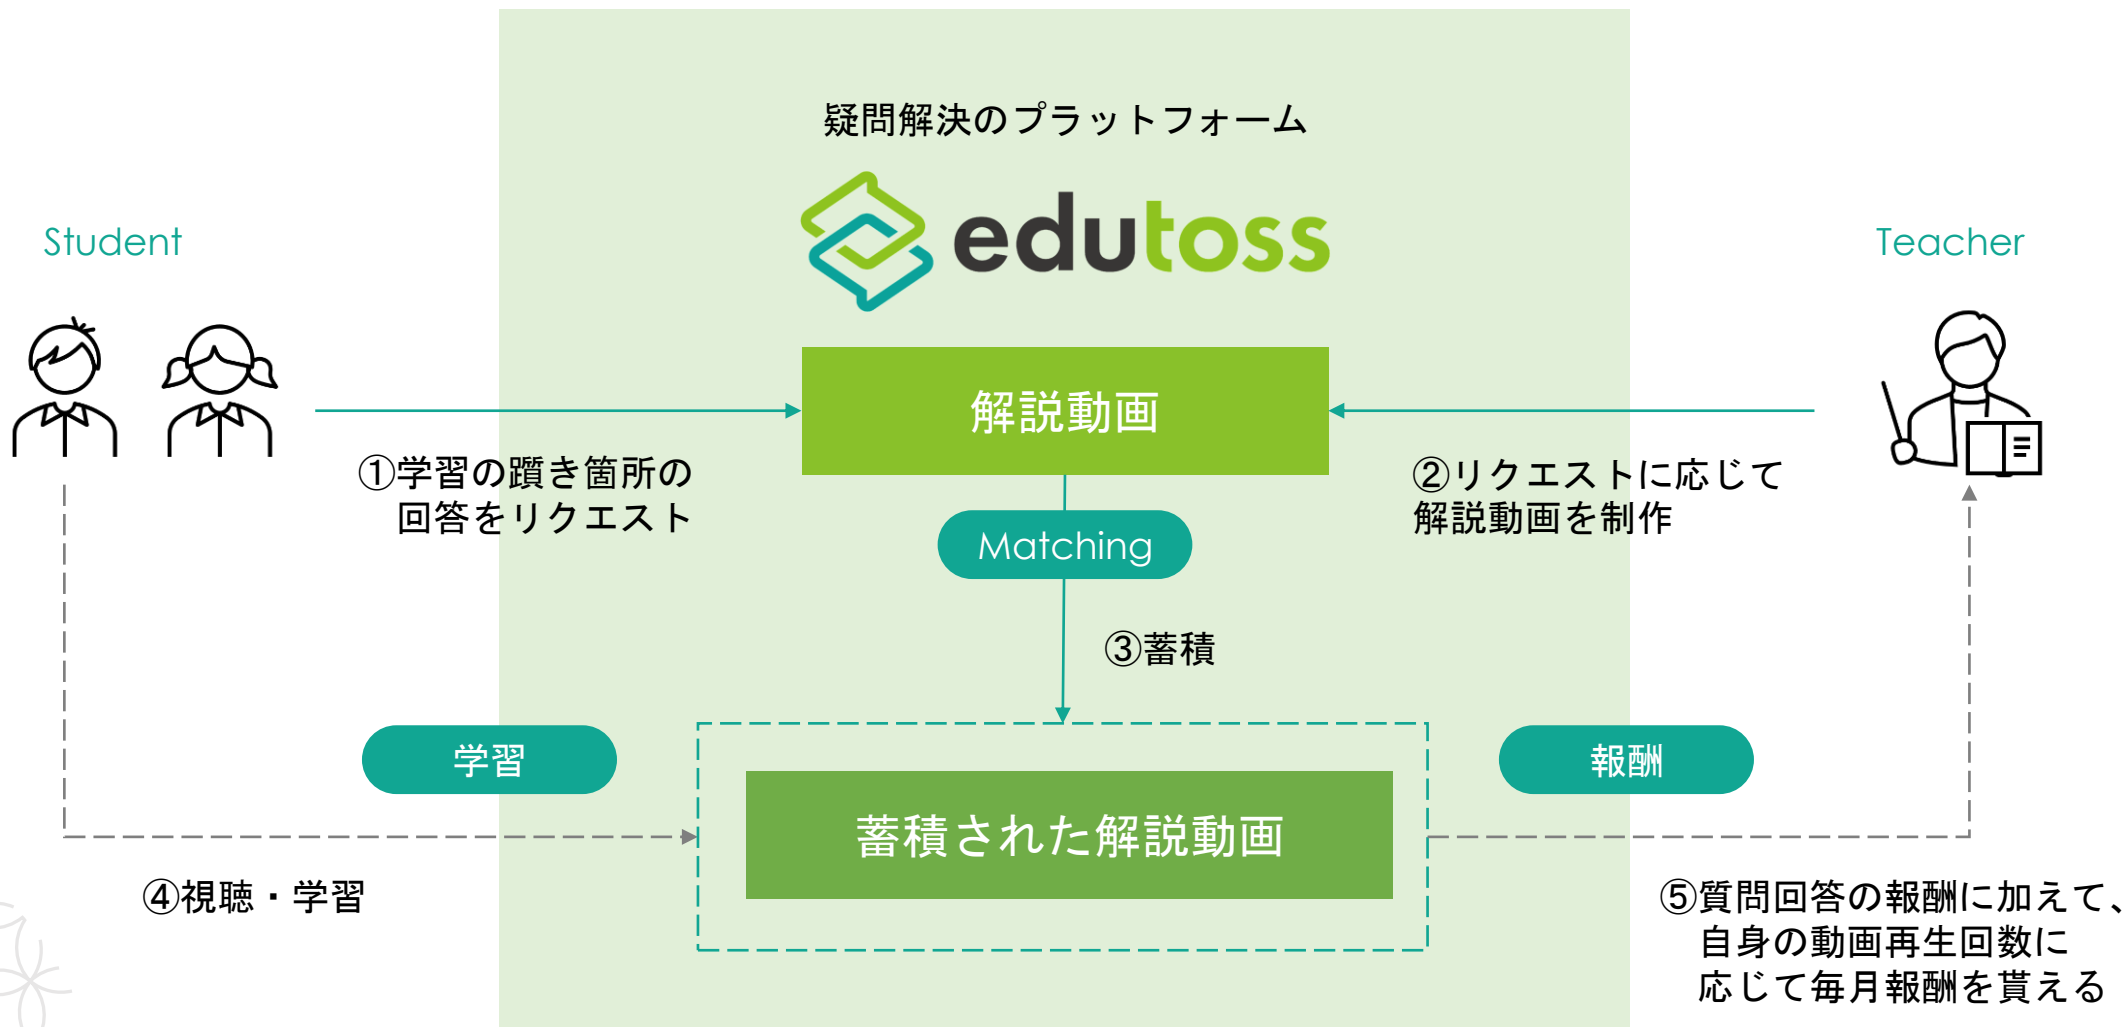 疑問解決のプラットフォーム
edutoss
Student
Teacher
解説動画
①学習の躓き箇所の
回答をリクエスト
②リクエストに応じて
解説動画を制作
Matching
③蓄積
学習
報酬
蓄積された解説動画
④視聴・学習
⑤質問回答の報酬に加えて、
自身の動画再生回数に
応じて毎月報酬を貰える